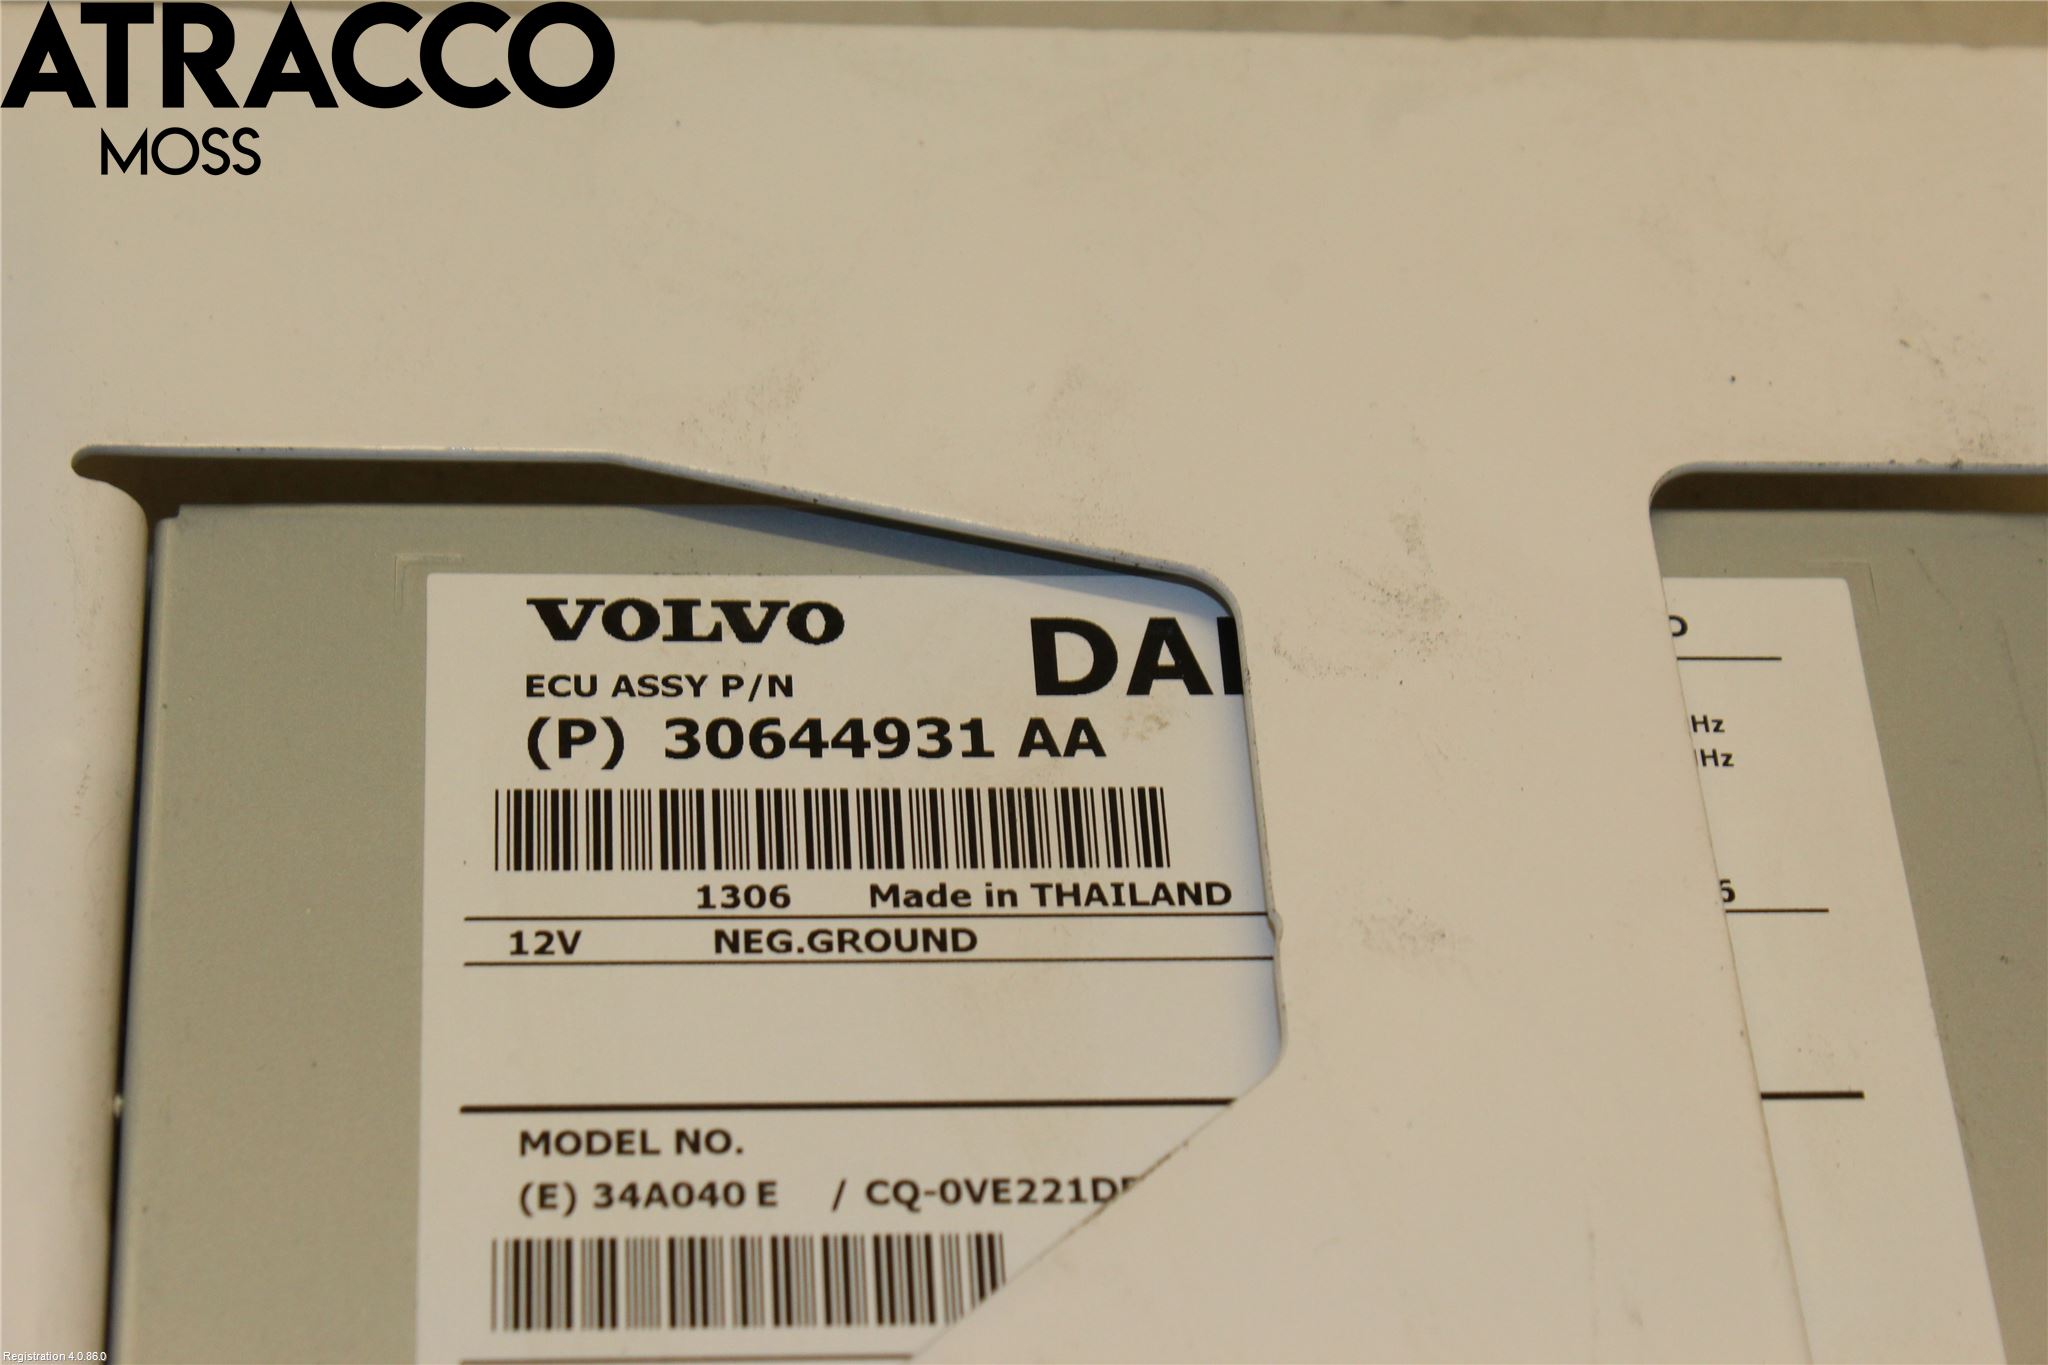 ATRACCO
MOSS
VOLVO
ECU ASSY P/N
(P) 30644931 AA
1306 Made in THAILAND
12V NEG.GROUND
Hz
Hz
MODEL NO.
(E) 34A040 E / CQ-0VE221D
Registration 4.0.86.0